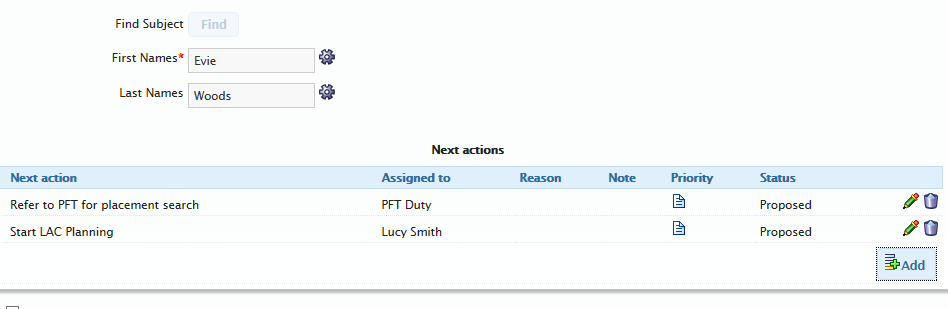 Find Subject Find
First Names* Evie
Last Names Woods
Next actions
Next action Assigned to Reason Note Priority Status
Refer to PFT for placement search PFT Duty Proposed
Start LAC Planning Lucy Smith Proposed
Add